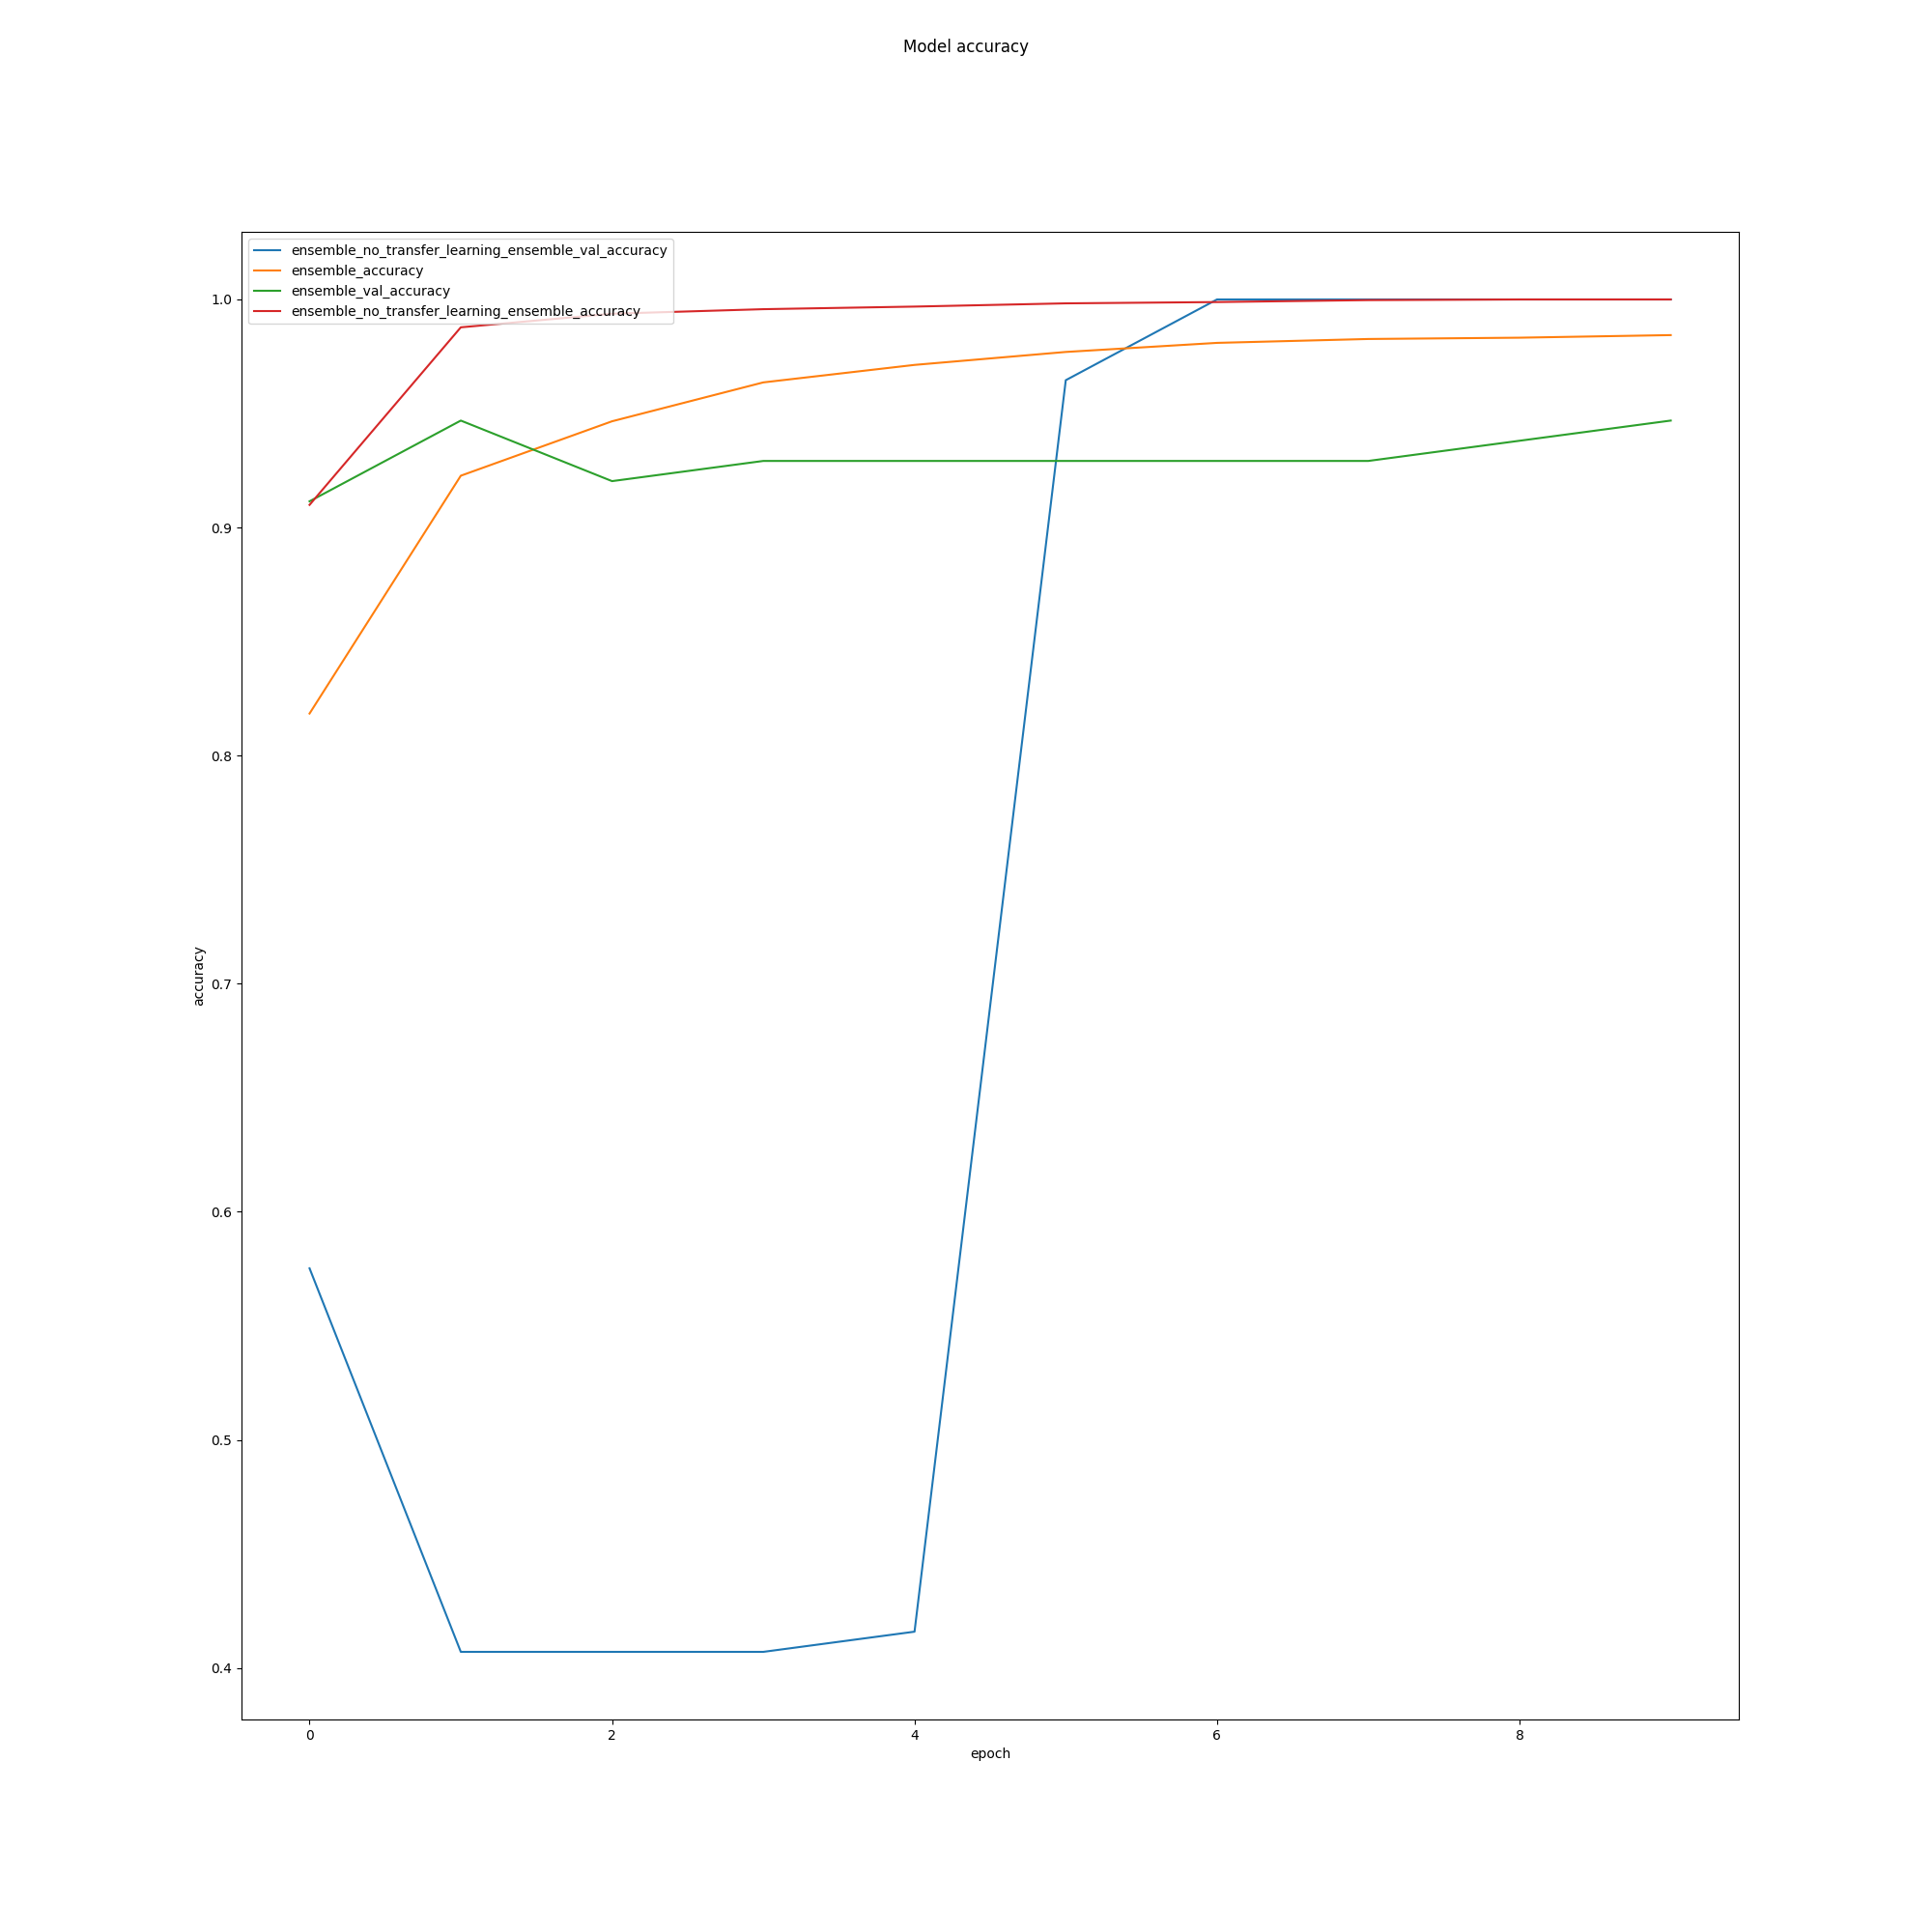 Model accuracy
ensemble_no_transfer_learning_ensemble_val_accuracy
ensemble_accuracy
ensemble_val_accuracy
ensemble_no_transfer_learning_ensemble_accuracy
1.0
0.9
0.8
0.7
0.6
0.5
0.4
accuracy
0 2 4 6 8
epoch